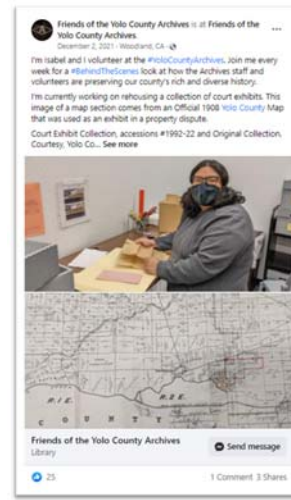 Friends of the Yolo County Archives is at Friends of the
Yolo County Archives.
December 2, 2021 · Woodland, CA ·
I'm Isabel and I volunteer at the #YoloCountyArchives. Join me every
week for a #BehindTheScenes look at how the Archives staff and
volunteers are preserving our county's rich and diverse history.
I'm currently working on rehousing a collection of court exhibits. This
image of a map section comes from an Official 1908 Yolo County Map
that was used as an exhibit in a property dispute.
Court Exhibit Collection, accessions #1992-22 and Original Collection.
Courtesy, Yolo Co... See more
R. 1 E.
R. 2 E.
C O U N T Y
Friends of the Yolo County Archives
Library
Send message
25
1 Comment 3 Shares